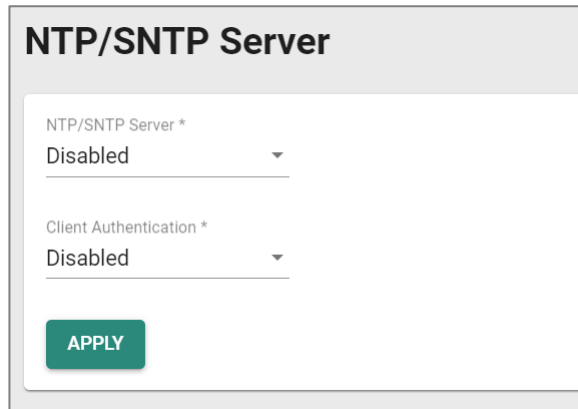 NTP/SNTP Server
NTP/SNTP Server *
Disabled
Client Authentication *
Disabled
APPLY